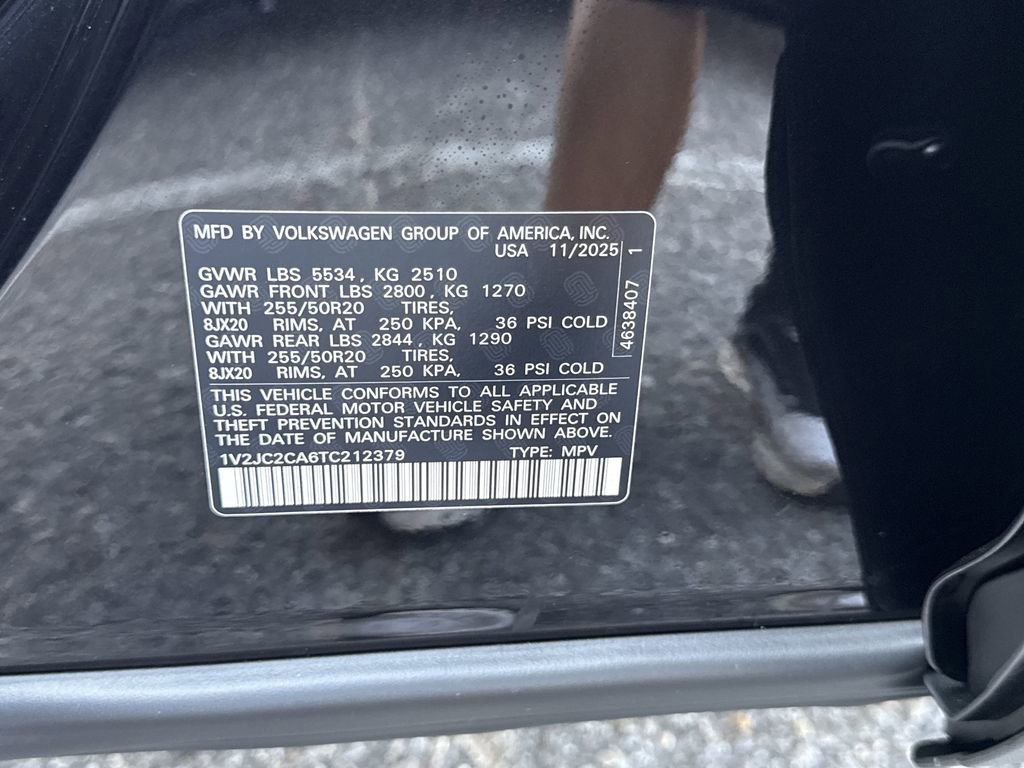 MFD BY VOLKSWAGEN GROUP OF AMERICA, INC.
USA 11/2025
GVWR LBS 5534, KG 2510
GAWR FRONT LBS 2800, KG 1270
WITH 255/50R20 TIRES,
8JX20 RIMS, AT 250 KPA, 36 PSI COLD
GAWR REAR LBS 2844, KG 1290
WITH 255/50R20 TIRES,
8JX20 RIMS, AT 250 KPA, 36 PSI COLD
4638407 1
THIS VEHICLE CONFORMS TO ALL APPLICABLE
U.S. FEDERAL MOTOR VEHICLE SAFETY AND
THEFT PREVENTION STANDARDS IN EFFECT ON
THE DATE OF MANUFACTURE SHOWN ABOVE.
1V2JC2CA6TC212379 TYPE: MPV